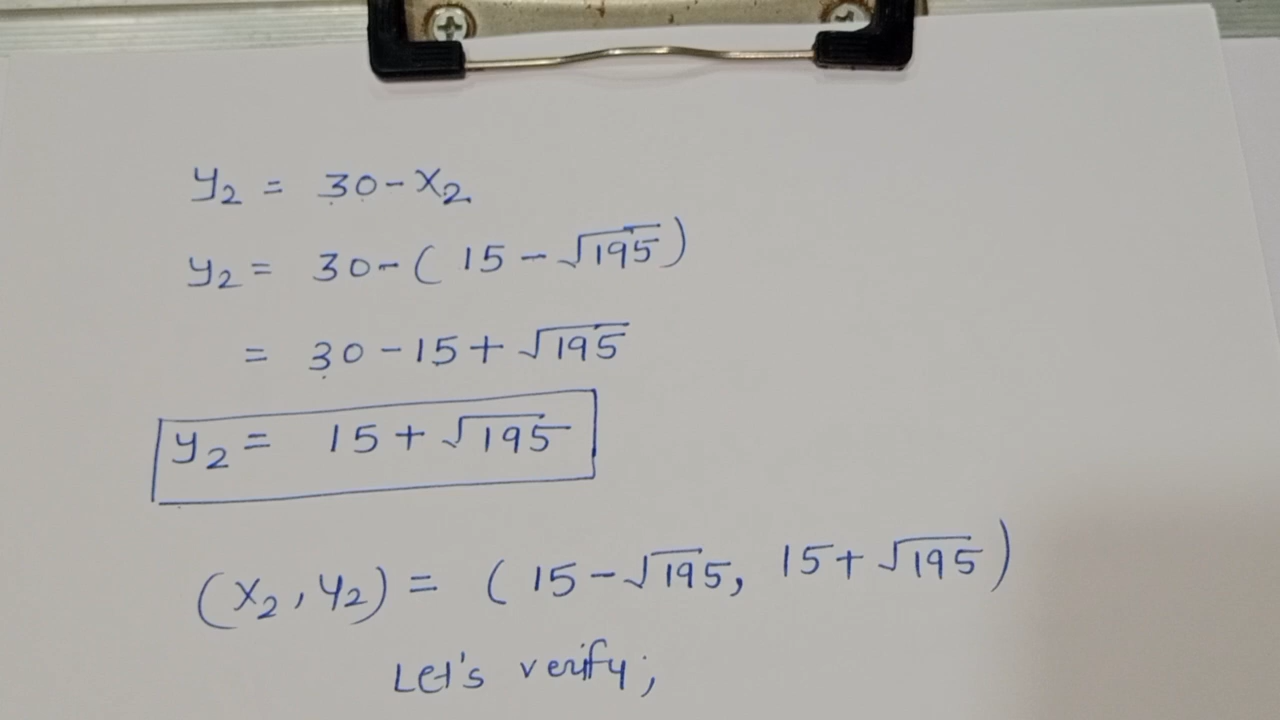 y₂ = 30 - x₂
y₂ = 30 - ( 15 - √195 )
= 30 - 15 + √195
y₂ = 15 + √195
(x₂, y₂) = ( 15 - √195, 15 + √195 )
Let's verify;